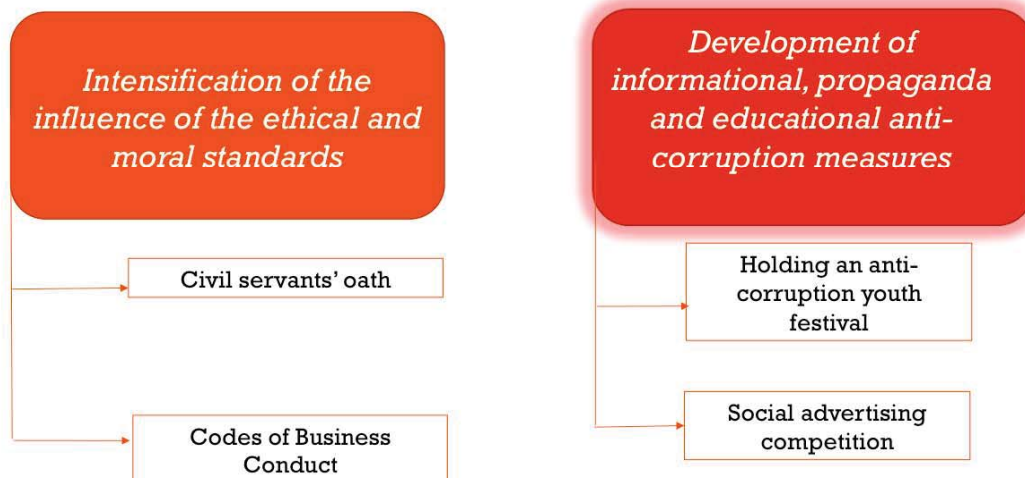 Intensification of the
influence of the ethical and
moral standards
Civil servants’ oath
Codes of Business
Conduct
Development of
informational, propaganda
and educational anti-
corruption measures
Holding an anti-
corruption youth
festival
Social advertising
competition